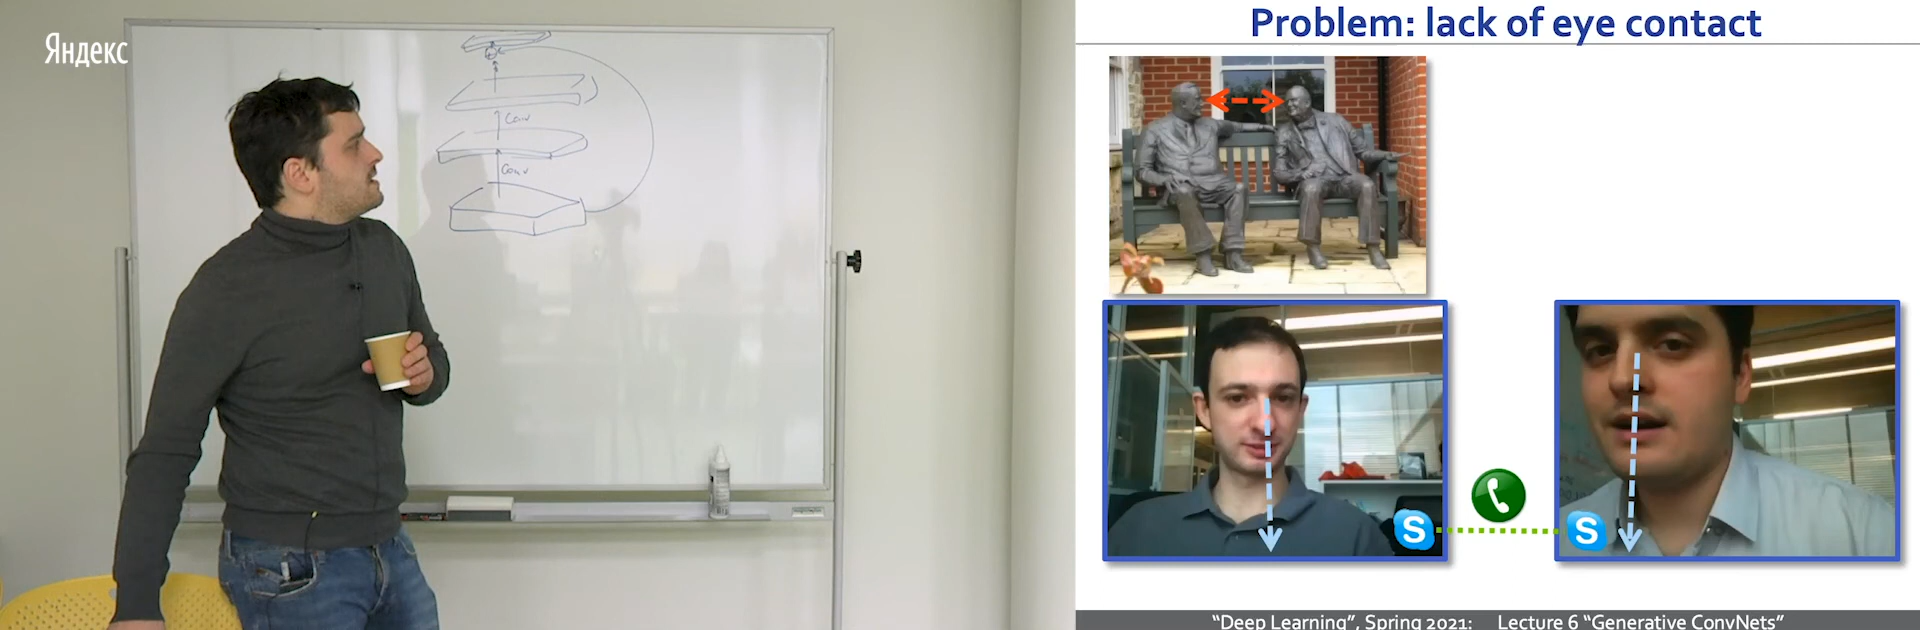 Яндекс
Conv
Conv
Problem: lack of eye contact
S
S
"Deep Learning", Spring 2021: Lecture 6 "Generative ConvNets"